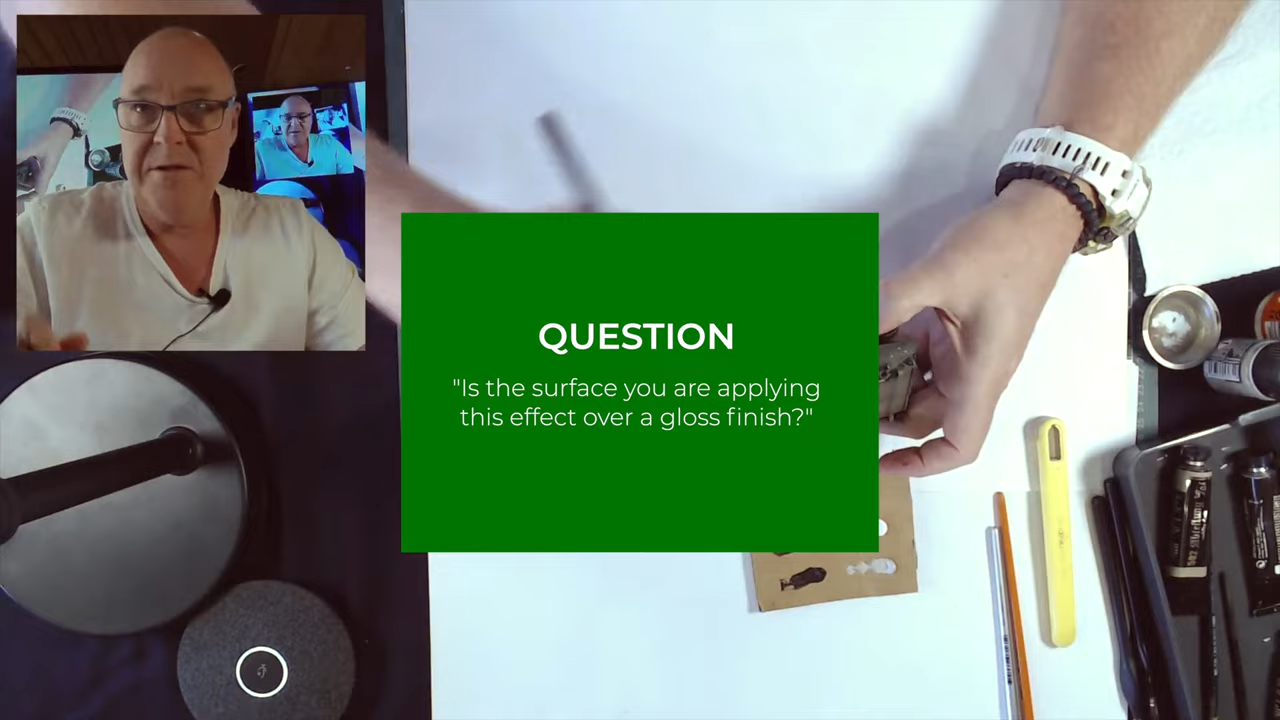 QUESTION
"Is the surface you are applying
this effect over a gloss finish?"